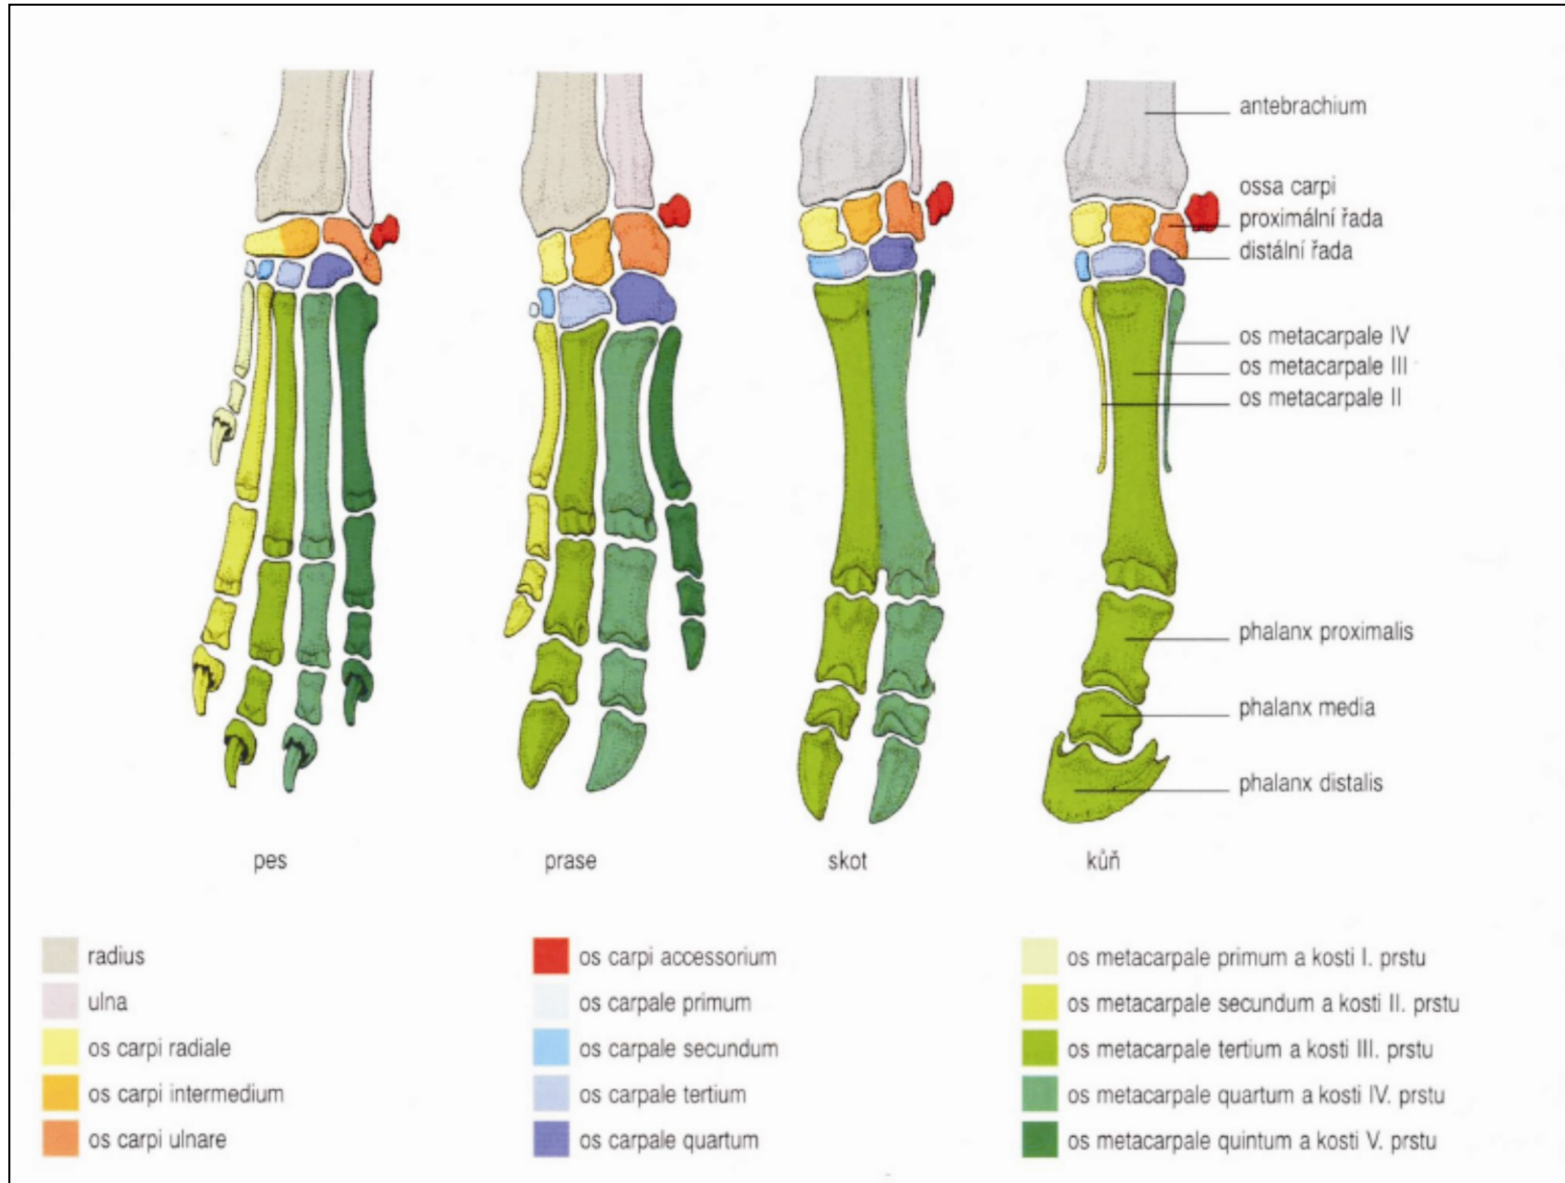 antebrachium
ossa carpi
proximální řada
distální řada
os metacarpale IV
os metacarpale III
os metacarpale II
phalanx proximalis
phalanx media
phalanx distalis
pes
prase
skot
kůň
radius
ulna
os carpi radiale
os carpi intermedium
os carpi ulnare
os carpi accessorium
os carpale primum
os carpale secundum
os carpale tertium
os carpale quartum
os metacarpale primum a kosti I. prstu
os metacarpale secundum a kosti II. prstu
os metacarpale tertium a kosti III. prstu
os metacarpale quartum a kosti IV. prstu
os metacarpale quintum a kosti V. prstu